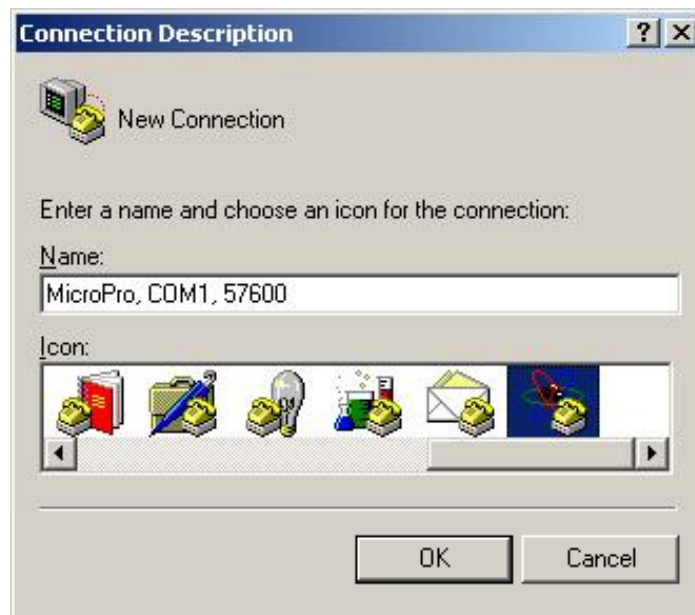 Connection Description
New Connection
Enter a name and choose an icon for the connection:
Name:
MicroPro, COM1, 57600
Icon:
OK Cancel